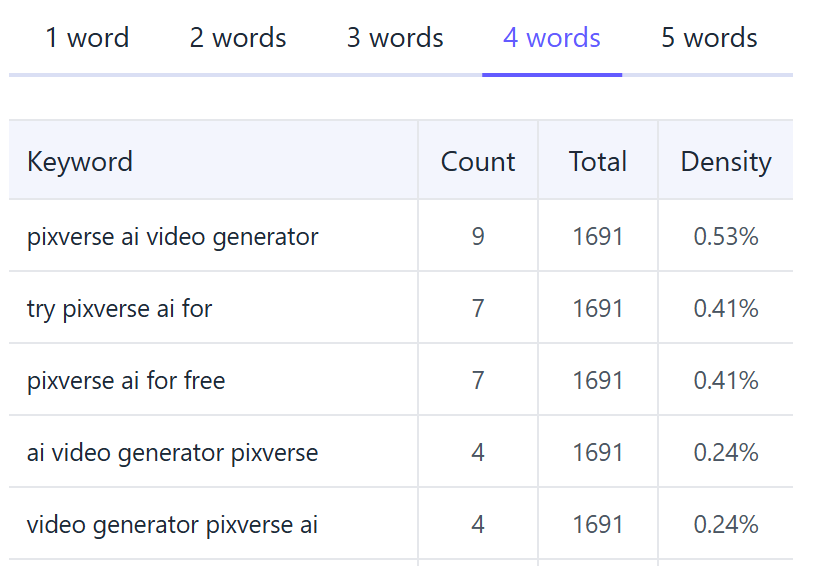 1 word 2 words 3 words 4 words 5 words
Keyword Count Total Density
pixverse ai video generator 9 1691 0.53%
try pixverse ai for 7 1691 0.41%
pixverse ai for free 7 1691 0.41%
ai video generator pixverse 4 1691 0.24%
video generator pixverse ai 4 1691 0.24%